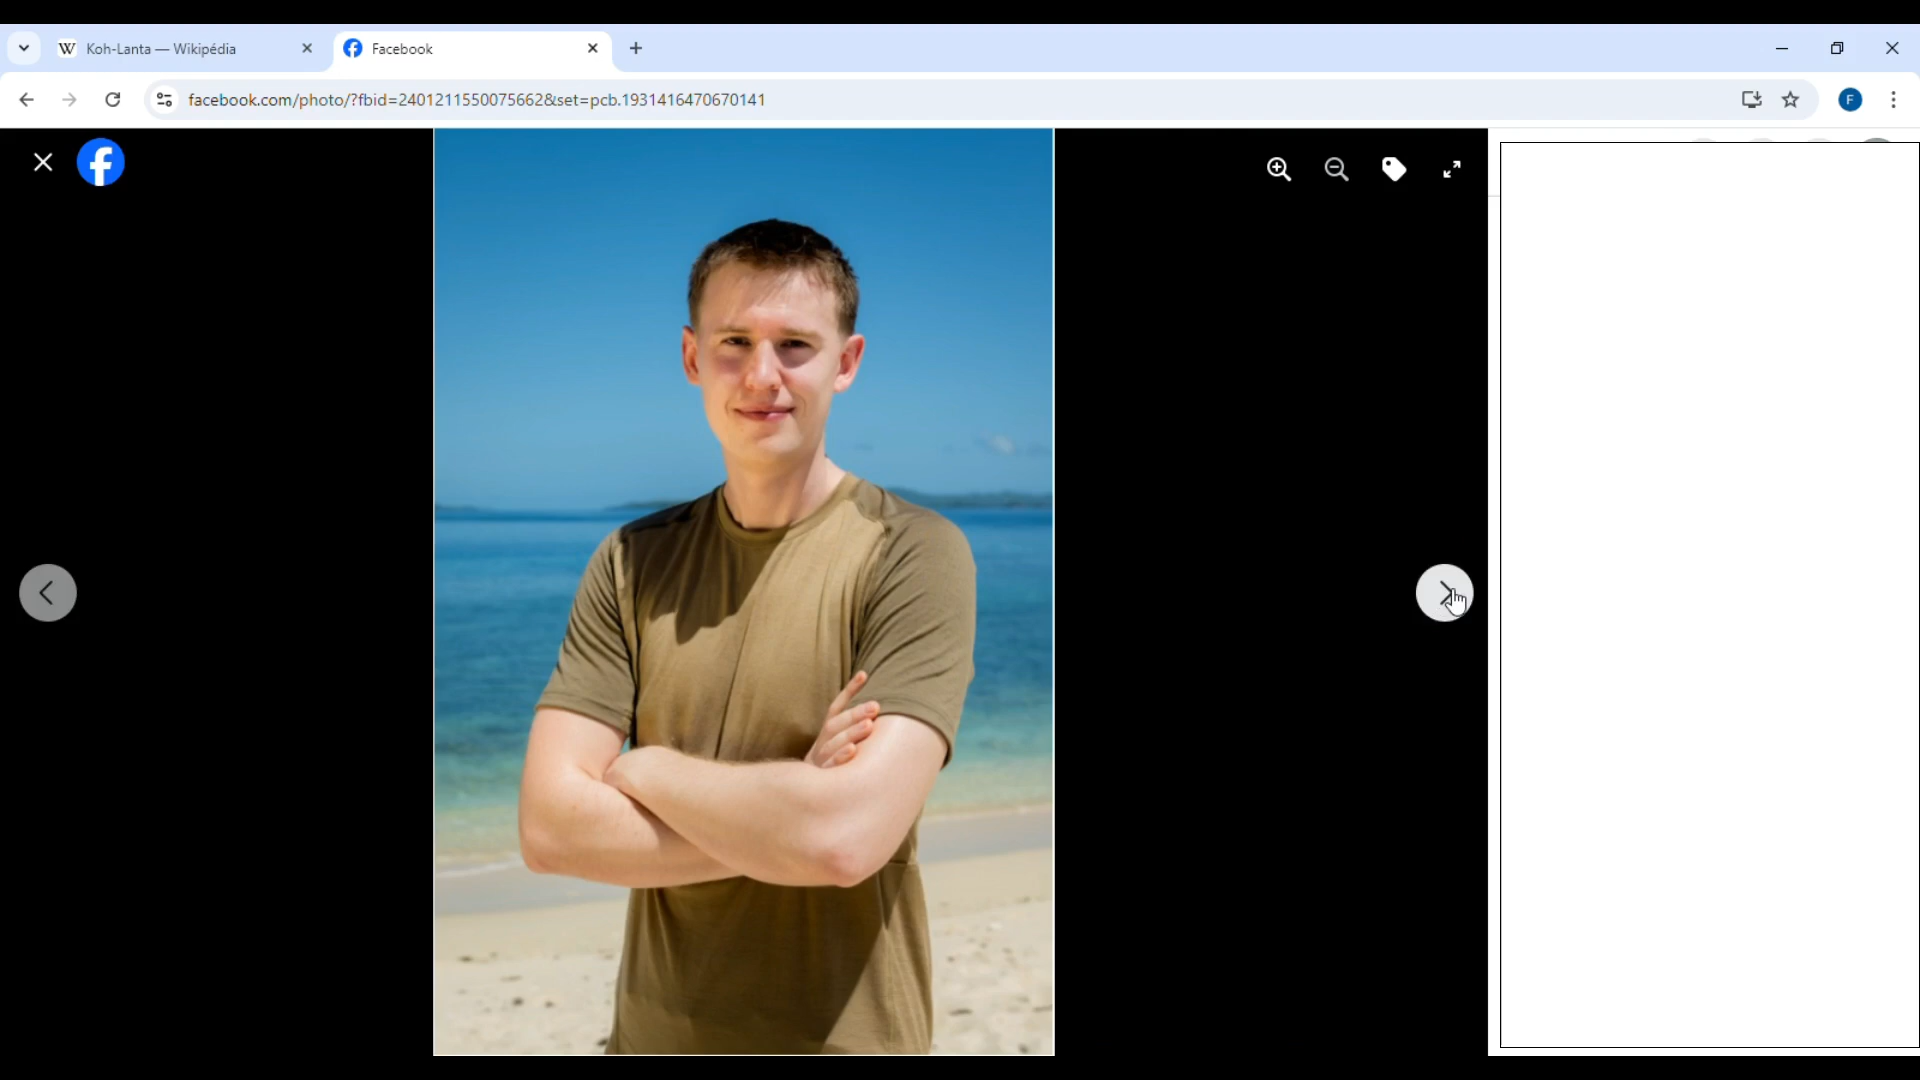 Koh-Lanta — Wikipédia
Facebook
facebook.com/photo/?fbid=2401211550075662&set=pcb.1931416470670141
F